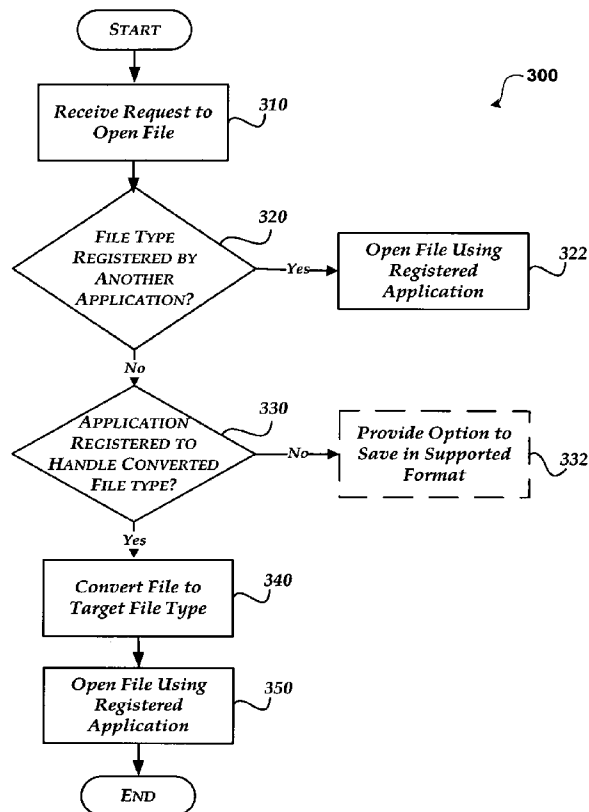 START
300
Receive Request to
Open File
310
FILE TYPE
REGISTERED BY
ANOTHER
APPLICATION?
320
Yes
Open File Using
Registered
Application
322
No
APPLICATION
REGISTERED TO
HANDLE CONVERTED
FILE TYPE?
330
No
Provide Option to
Save in Supported
Format
332
Yes
Convert File to
Target File Type
340
Open File Using
Registered
Application
350
END